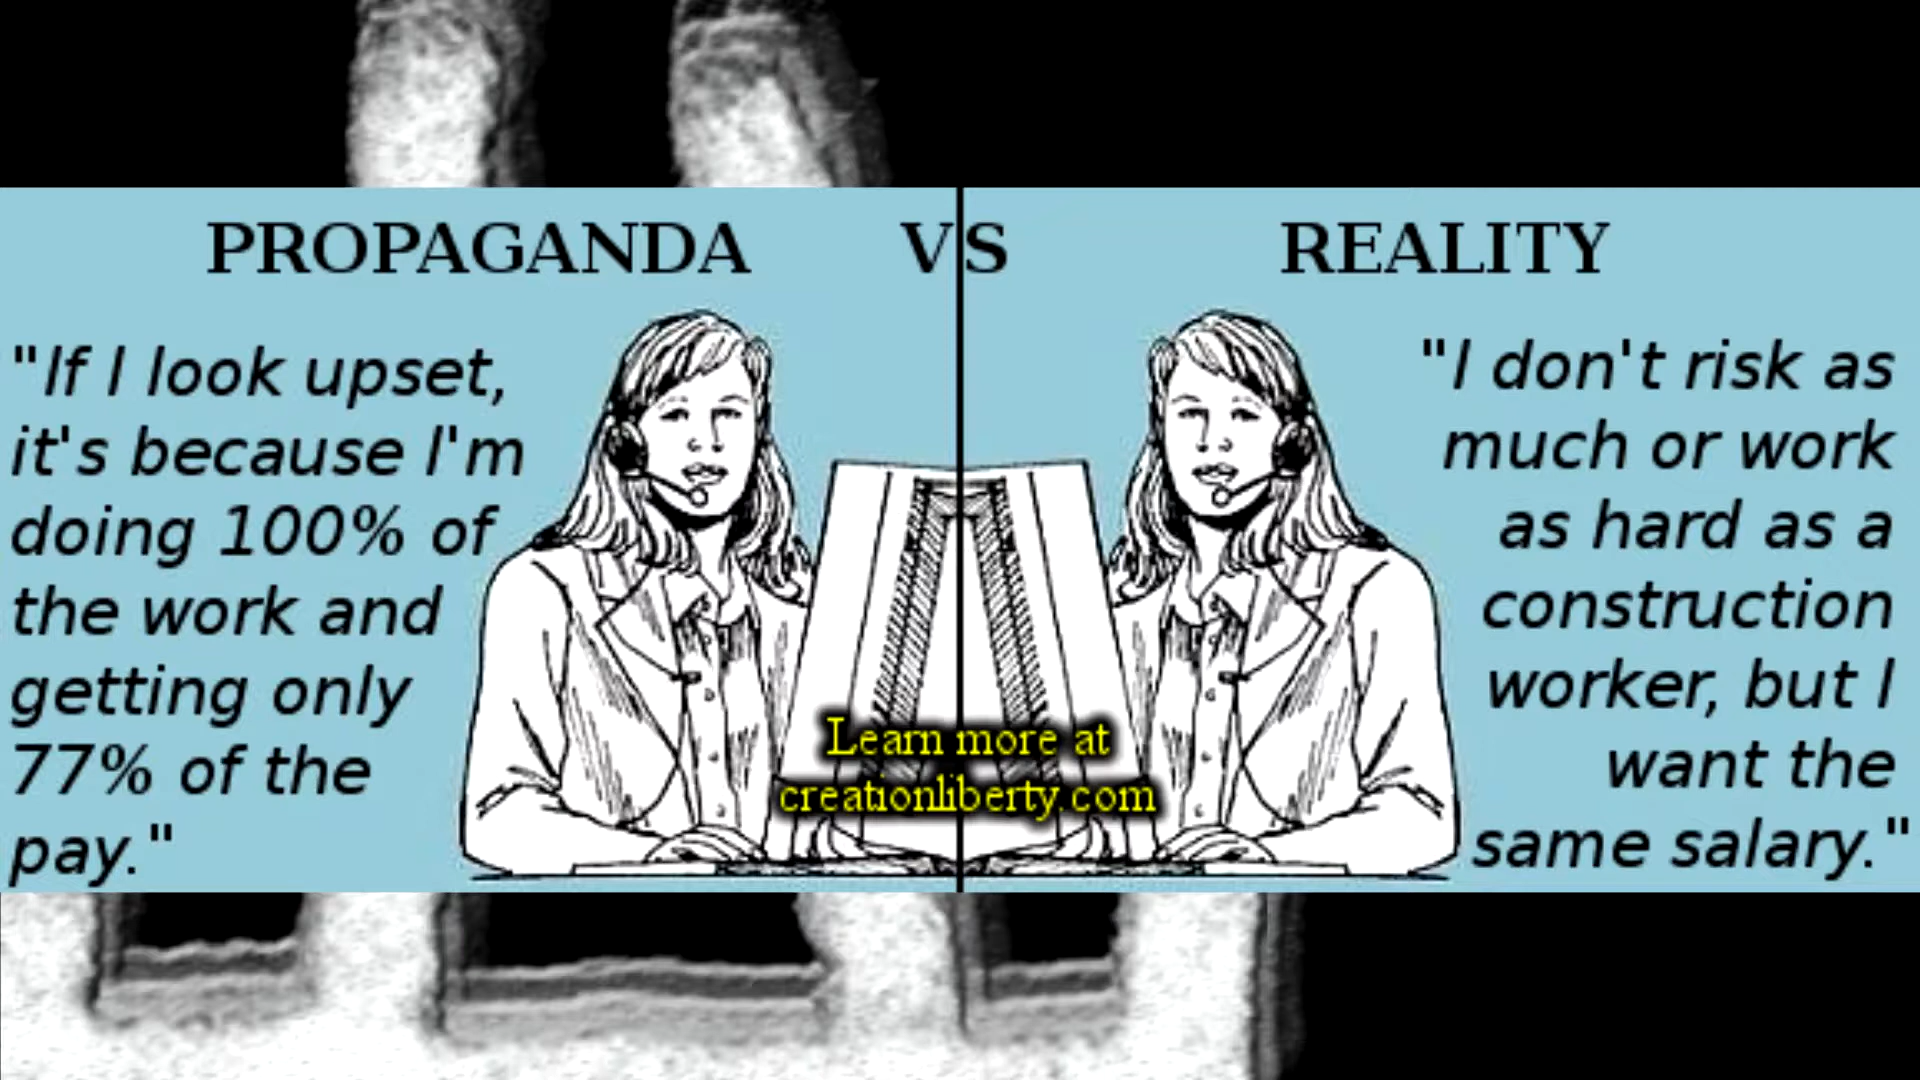 PROPAGANDA VS REALITY
"If I look upset,
it's because I'm
doing 100% of
the work and
getting only
77% of the
pay."
"I don't risk as
much or work
as hard as a
construction
worker, but I
want the
same salary."
Learn more at
creationliberty.com